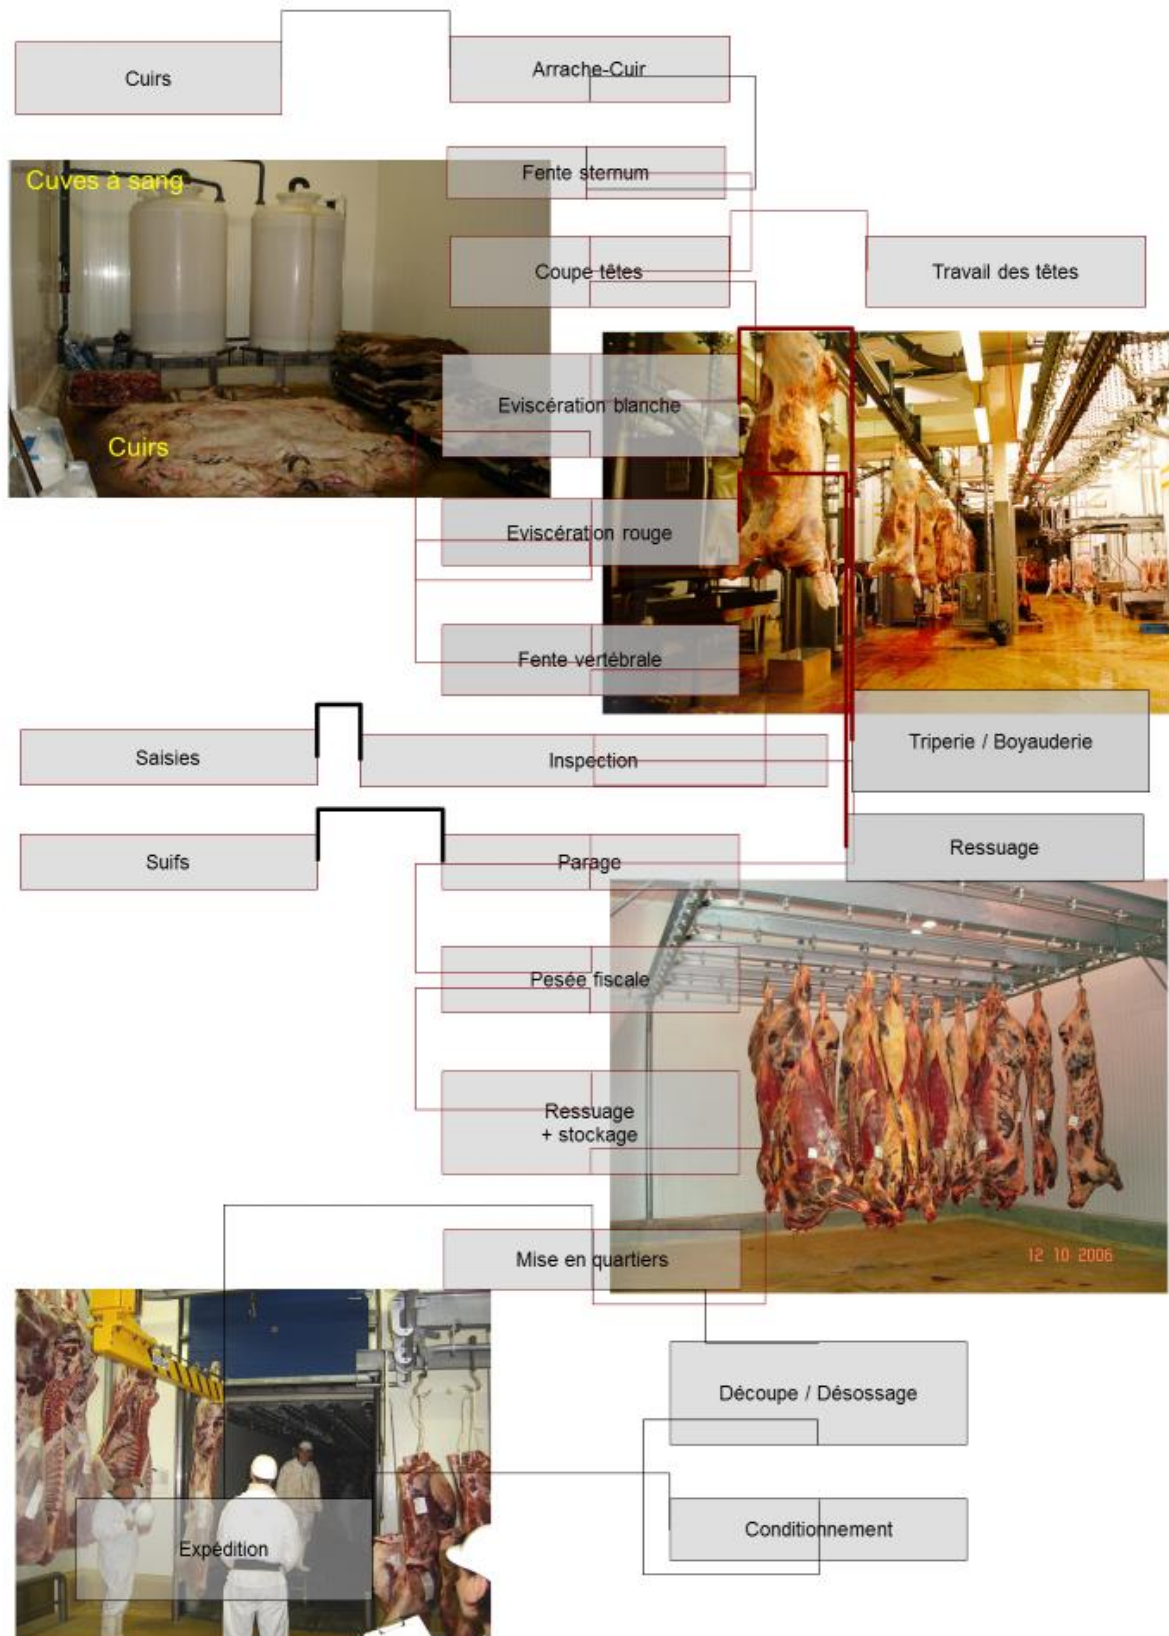 Cuirs
Arrache-Cuir
Fente sternum
Cuves à sang
Coupe têtes
Travail des têtes
Eviscération blanche
Cuirs
Eviscération rouge
Fente vertébrale
Triperie / Boyauderie
Saisies
Inspection
Suifs
Parage
Ressuage
Pesée fiscale
Ressuage
+ stockage
12 10 2006
Mise en quartiers
Découpe / Désossage
Conditionnement
Expédition